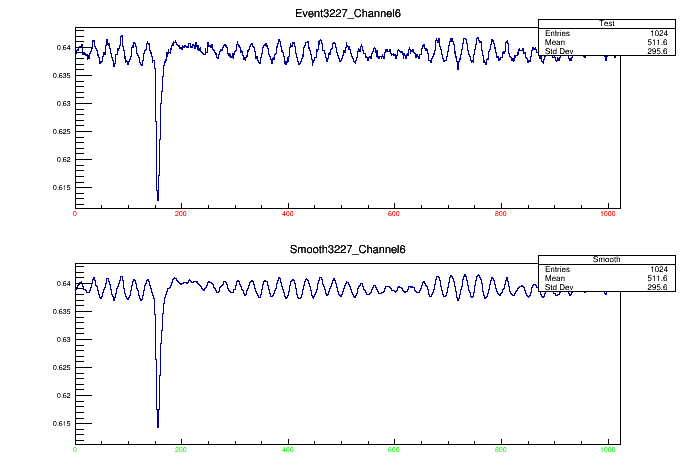 Event3227_Channel6
Test
Entries 1024
Mean 511.6
Std Dev 295.6
0.64
0.635
0.63
0.625
0.62
0.615
0 200 400 600 800 1000
Smooth3227_Channel6
Smooth
Entries 1024
Mean 511.6
Std Dev 295.6
0.64
0.635
0.63
0.625
0.62
0.615
0 200 400 600 800 1000